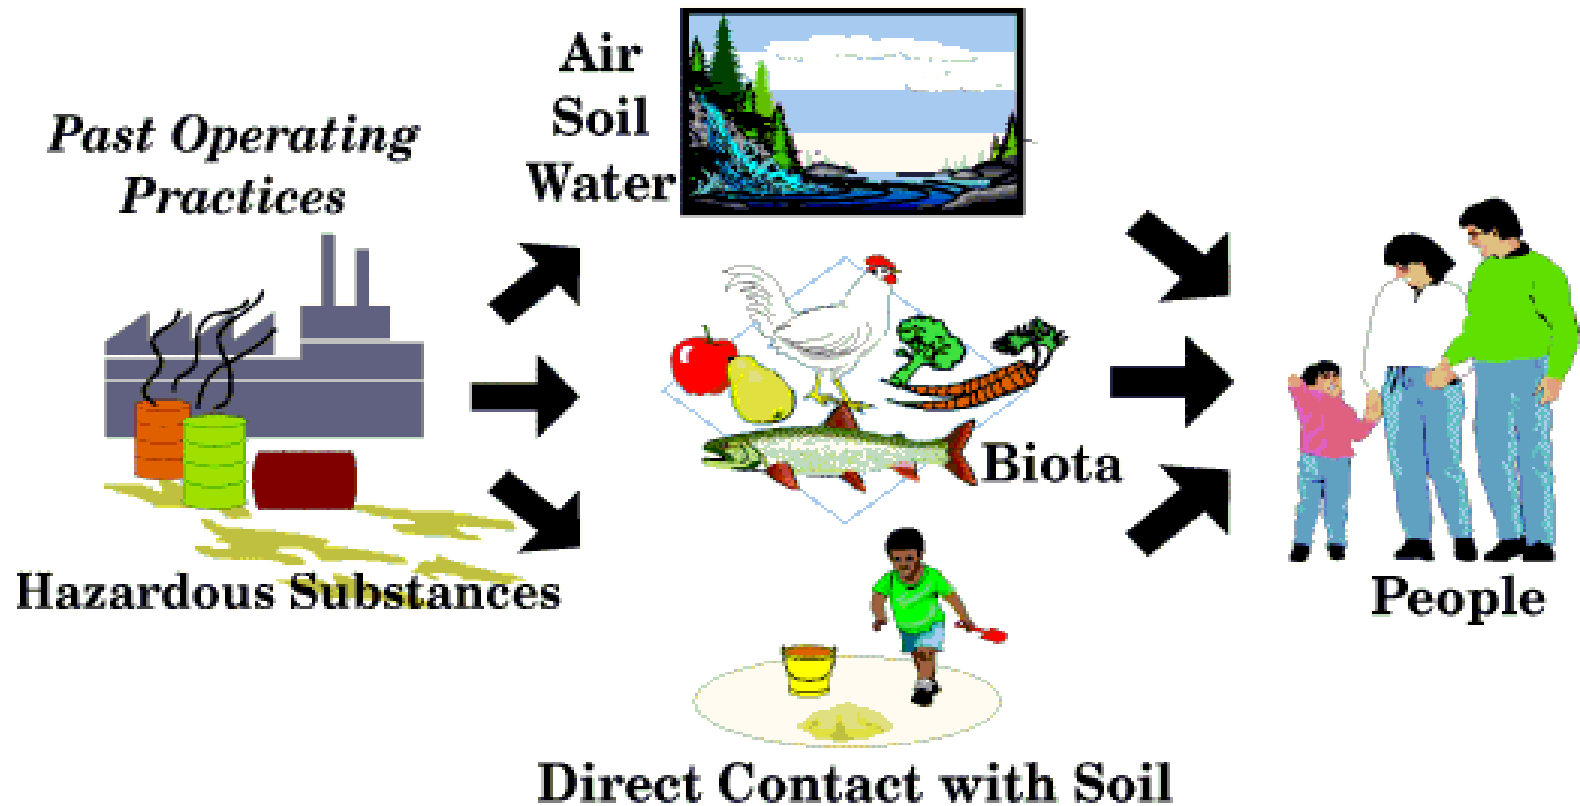 Past Operating
Practices
Hazardous Substances
Air
Soil
Water
Biota
Direct Contact with Soil
People